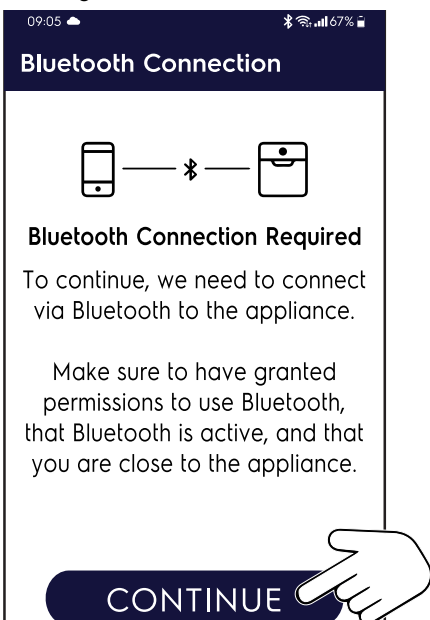 09:05
67%
Bluetooth Connection
Bluetooth Connection Required
To continue, we need to connect
via Bluetooth to the appliance.
Make sure to have granted
permissions to use Bluetooth,
that Bluetooth is active, and that
you are close to the appliance.
CONTINUE